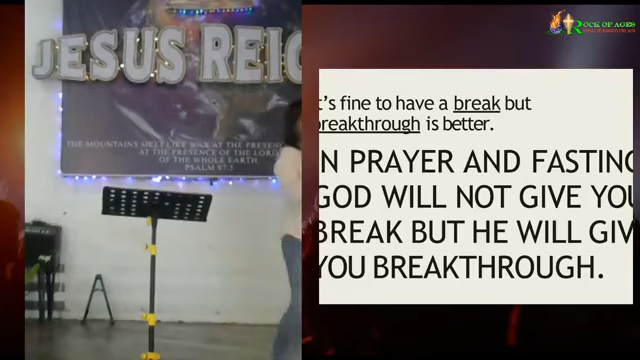 JESUS REIG
THE MOUNTAINS MELT LIKE WAX AT THE PRESEN
AT THE PRESENCE OF THE LORD
OF THE WHOLE EARTH
PSALM 97:5
ROCK OF AGES
t's fine to have a break but
breakthrough is better.
N PRAYER AND FASTING
GOD WILL NOT GIVE YOU
BREAK BUT HE WILL GIV
YOU BREAKTHROUGH.